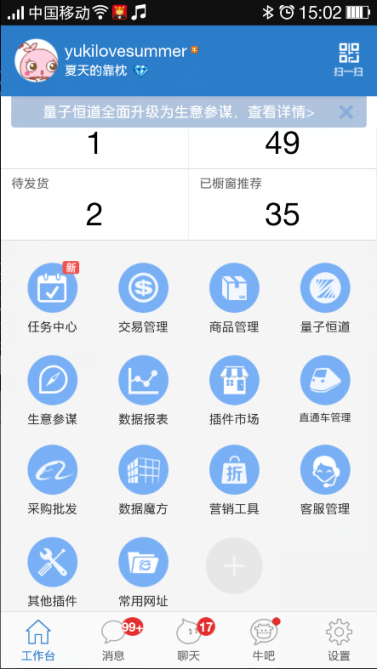 中国移动 15:02
yukilovesummer
夏天的靠枕
扫一扫
量子恒道全面升级为生意参谋，查看详情>
1 49
待发货 已橱窗推荐
2 35
新
任务中心 交易管理 商品管理 量子恒道
生意参谋 数据报表 插件市场 直通车管理
折
采购批发 数据魔方 营销工具 客服管理
其他插件 常用网址
99+ 17
工作台 消息 聊天 牛吧 设置